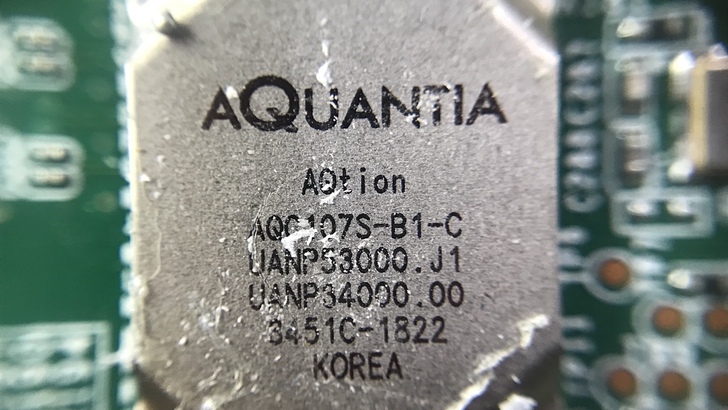 AQUANTIA
AQtion
AQC107S-B1-C
UANP53000.J1
UANP34000.00
3451C-1822
KOREA